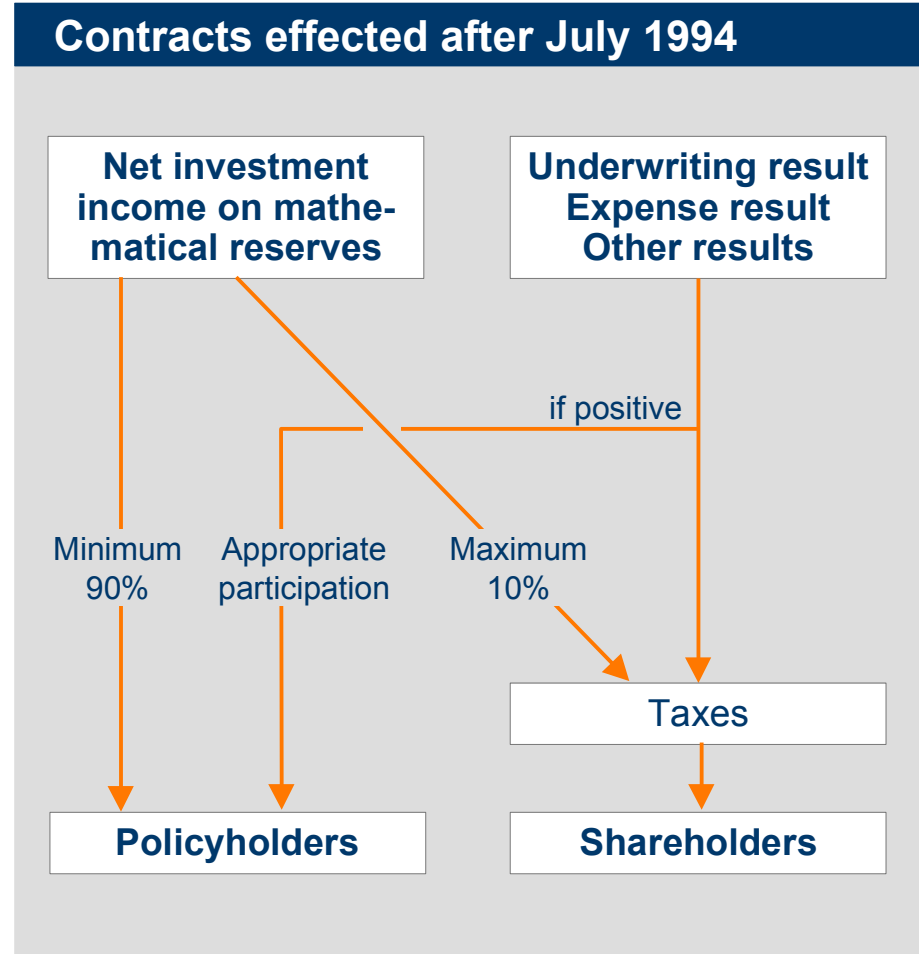 Contracts effected after July 1994
Net investment
income on mathe-
matical reserves
Underwriting result
Expense result
Other results
if positive
Minimum
90%
Appropriate
participation
Maximum
10%
Taxes
Policyholders
Shareholders